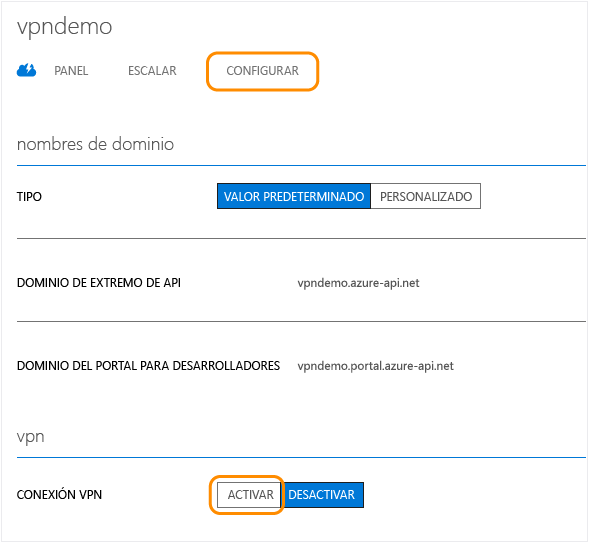 vpndemo
PANEL ESCALAR CONFIGURAR
nombres de dominio
TIPO VALOR PREDETERMINADO PERSONALIZADO
DOMINIO DE EXTREMO DE API vpndemo.azure-api.net
DOMINIO DEL PORTAL PARA DESARROLLADORES vpndemo.portal.azure-api.net
vpn
CONEXIÓN VPN ACTIVAR DESACTIVAR